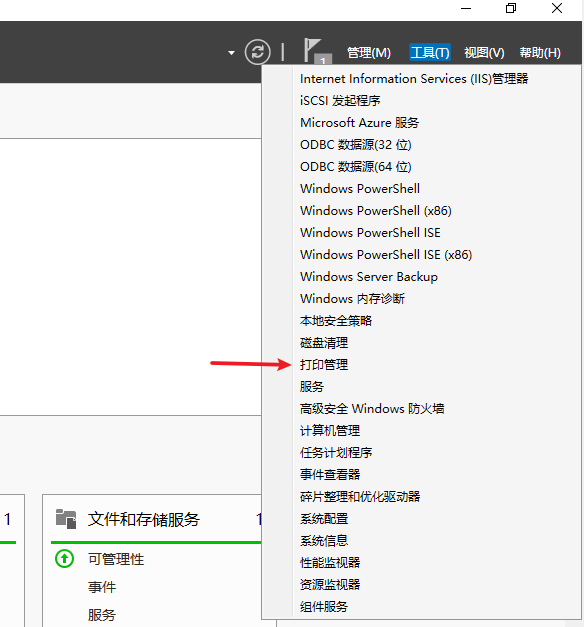 1
管理(M) 工具(T) 视图(V) 帮助(H)
Internet Information Services (IIS)管理器
iSCSI 发起程序
Microsoft Azure 服务
ODBC 数据源(32 位)
ODBC 数据源(64 位)
Windows PowerShell
Windows PowerShell (x86)
Windows PowerShell ISE
Windows PowerShell ISE (x86)
Windows Server Backup
Windows 内存诊断
本地安全策略
磁盘清理
打印管理
服务
高级安全 Windows 防火墙
计算机管理
任务计划程序
事件查看器
碎片整理和优化驱动器
系统配置
系统信息
性能监视器
资源监视器
组件服务
1
文件和存储服务 1
可管理性
事件
服务